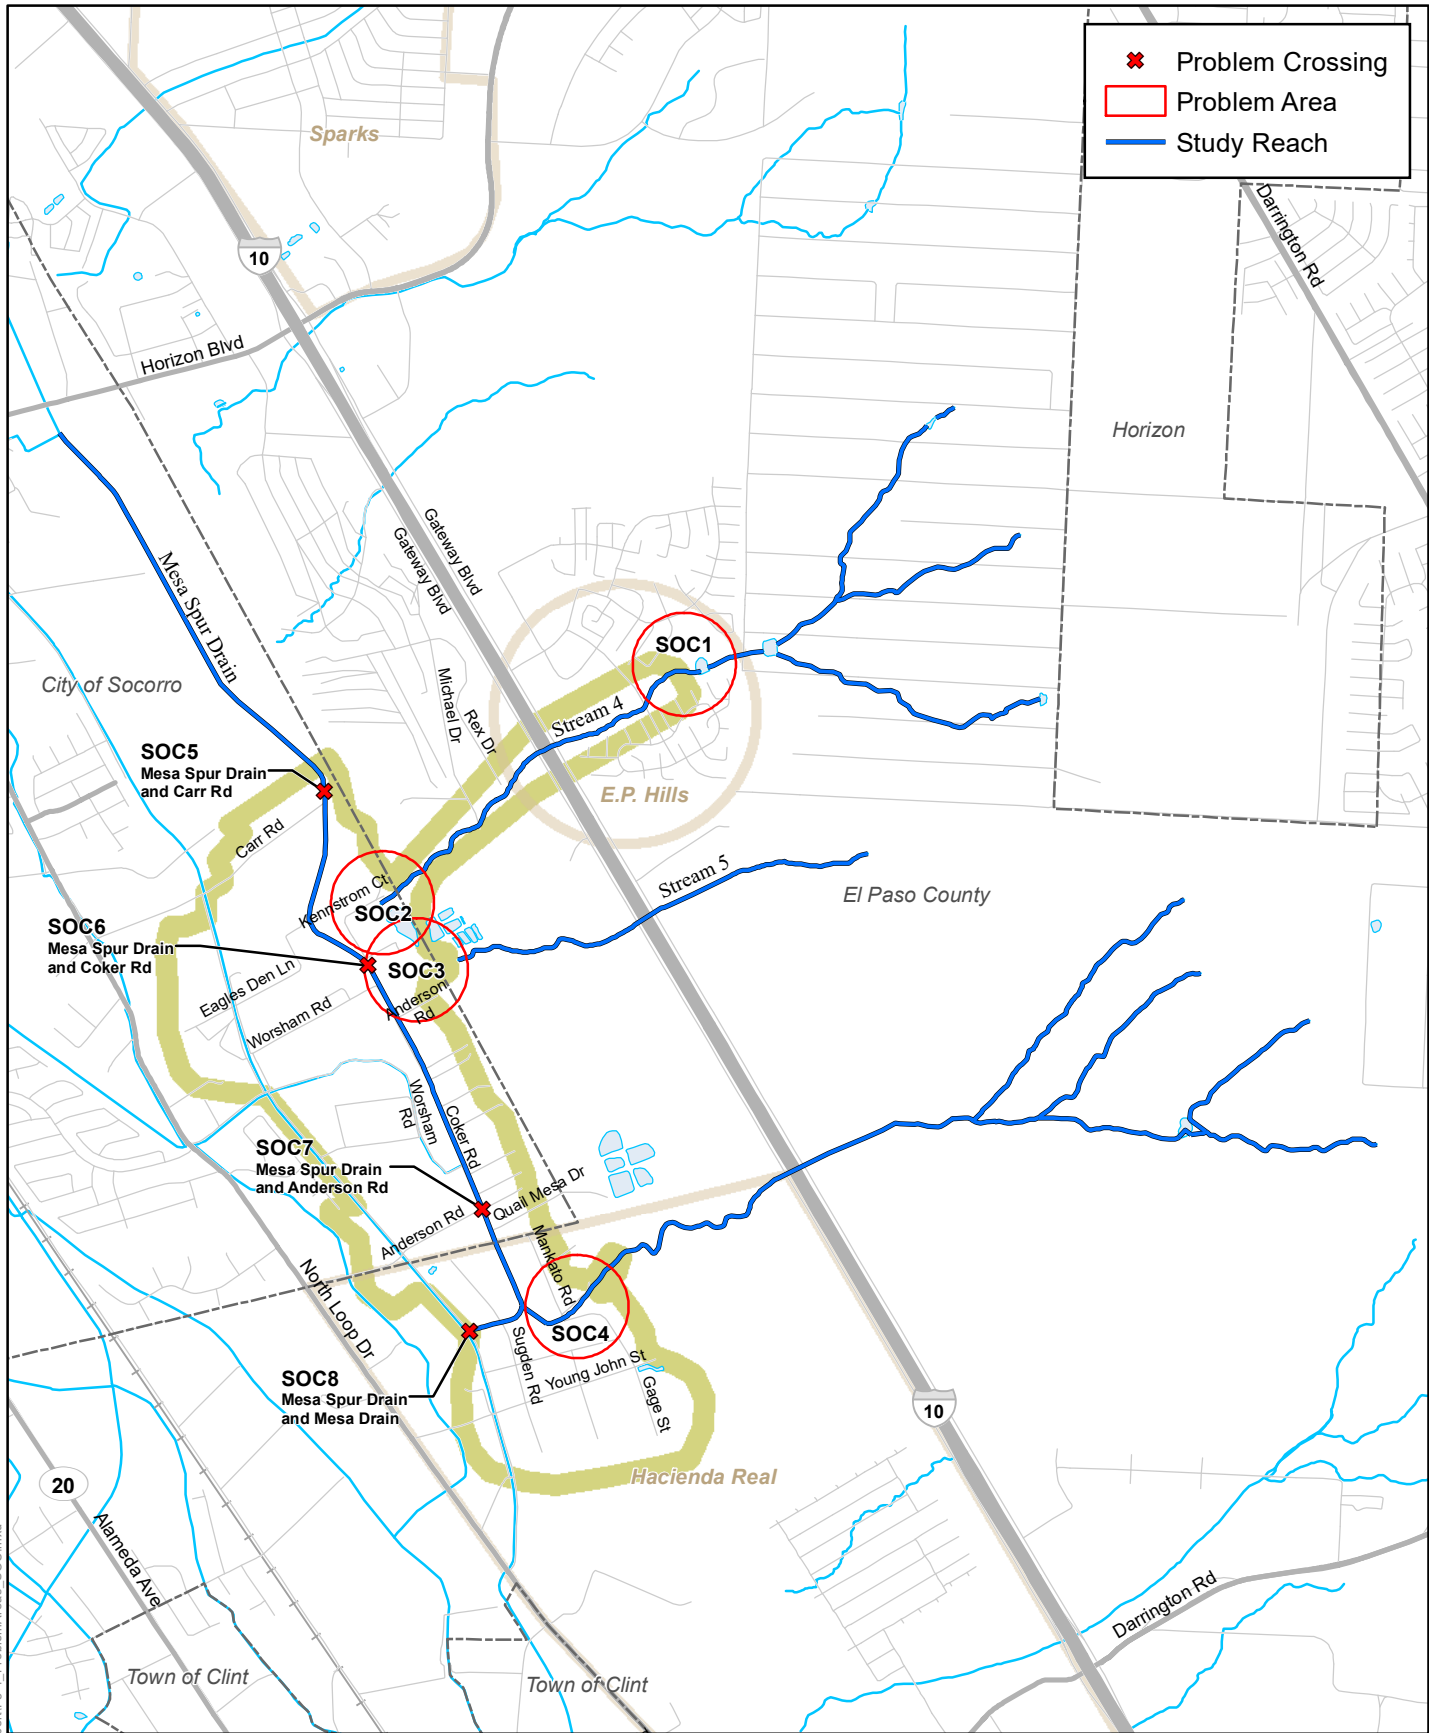 Problem Crossing
Problem Area
Study Reach
Sparks
10
Darrington Rd
Horizon Blvd
Horizon
Gateway Blvd
Gateway Blvd
Mesa Spur Drain
City of Socorro
SOC1
Michael Dr
Rex Dr
Stream 4
SOC5
Mesa Spur Drain
and Carr Rd
E.P. Hills
Carr Rd
Stream 5
El Paso County
Kennstrom Ct
SOC2
SOC6
Mesa Spur Drain
and Coker Rd
SOC3
Eagles Den Ln
Anderson
Rd
Worsham Rd
Worsham
Rd
Coker Rd
SOC7
Mesa Spur Drain
and Anderson Rd
Quail Mesa Dr
Anderson Rd
Mankato Rd
North Loop Dr
SOC4
Sugden Rd
Young John St
Gage St
SOC8
Mesa Spur Drain
and Mesa Drain
10
Hacienda Real
20
Alameda Ave
Darrington Rd
Town of Clint
Town of Clint